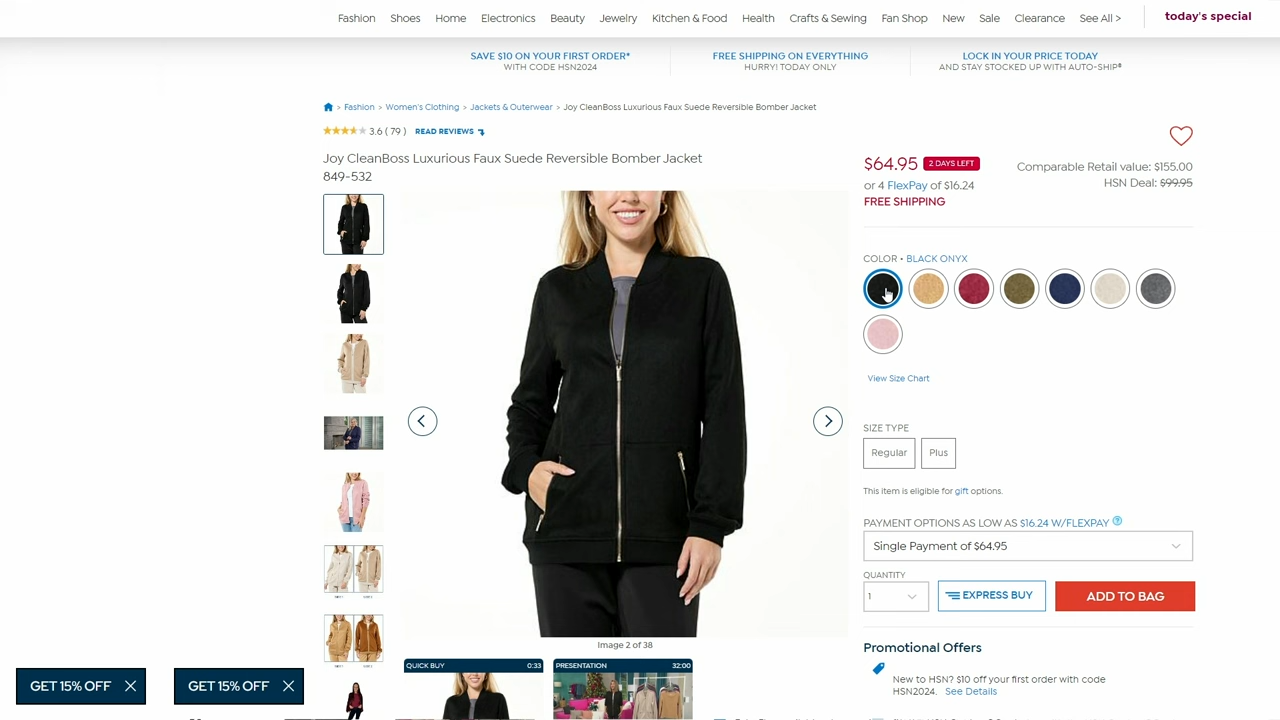 Fashion Shoes Home Electronics Beauty Jewelry Kitchen & Food Health Crafts & Sewing Fan Shop New Sale Clearance See All > today's special
SAVE $10 ON YOUR FIRST ORDER*
WITH CODE HSN2024
FREE SHIPPING ON EVERYTHING
HURRY! TODAY ONLY
LOCK IN YOUR PRICE TODAY
AND STAY STOCKED UP WITH AUTO-SHIP®
> Fashion > Women's Clothing > Jackets & Outerwear > Joy CleanBoss Luxurious Faux Suede Reversible Bomber Jacket
3.6 ( 79 ) READ REVIEWS
Joy CleanBoss Luxurious Faux Suede Reversible Bomber Jacket
849-532
$64.95 2 DAYS LEFT
or 4 FlexPay of $16.24
FREE SHIPPING
Comparable Retail value: $155.00
HSN Deal: $99.95
COLOR • BLACK ONYX
View Size Chart
SIZE TYPE
Regular Plus
This item is eligible for gift options.
PAYMENT OPTIONS AS LOW AS $16.24 W/FLEXPAY ?
Single Payment of $64.95
QUANTITY
1 EXPRESS BUY ADD TO BAG
Image 2 of 38
Promotional Offers
New to HSN? $10 off your first order with code
HSN2024. See Details
QUICK BUY 0:33
PRESENTATION 32:00
GET 15% OFF
GET 15% OFF